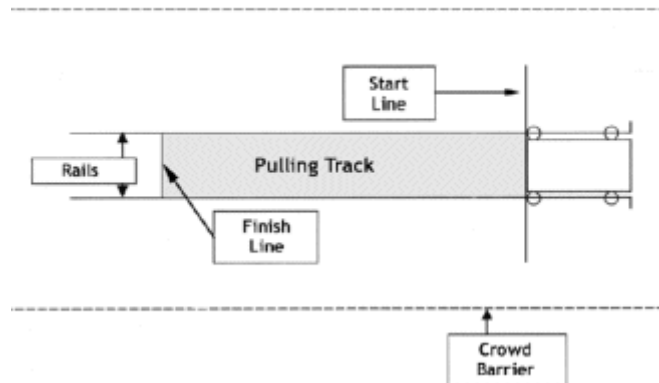 Start
Line
Rails
Pulling Track
Finish
Line
Crowd
Barrier